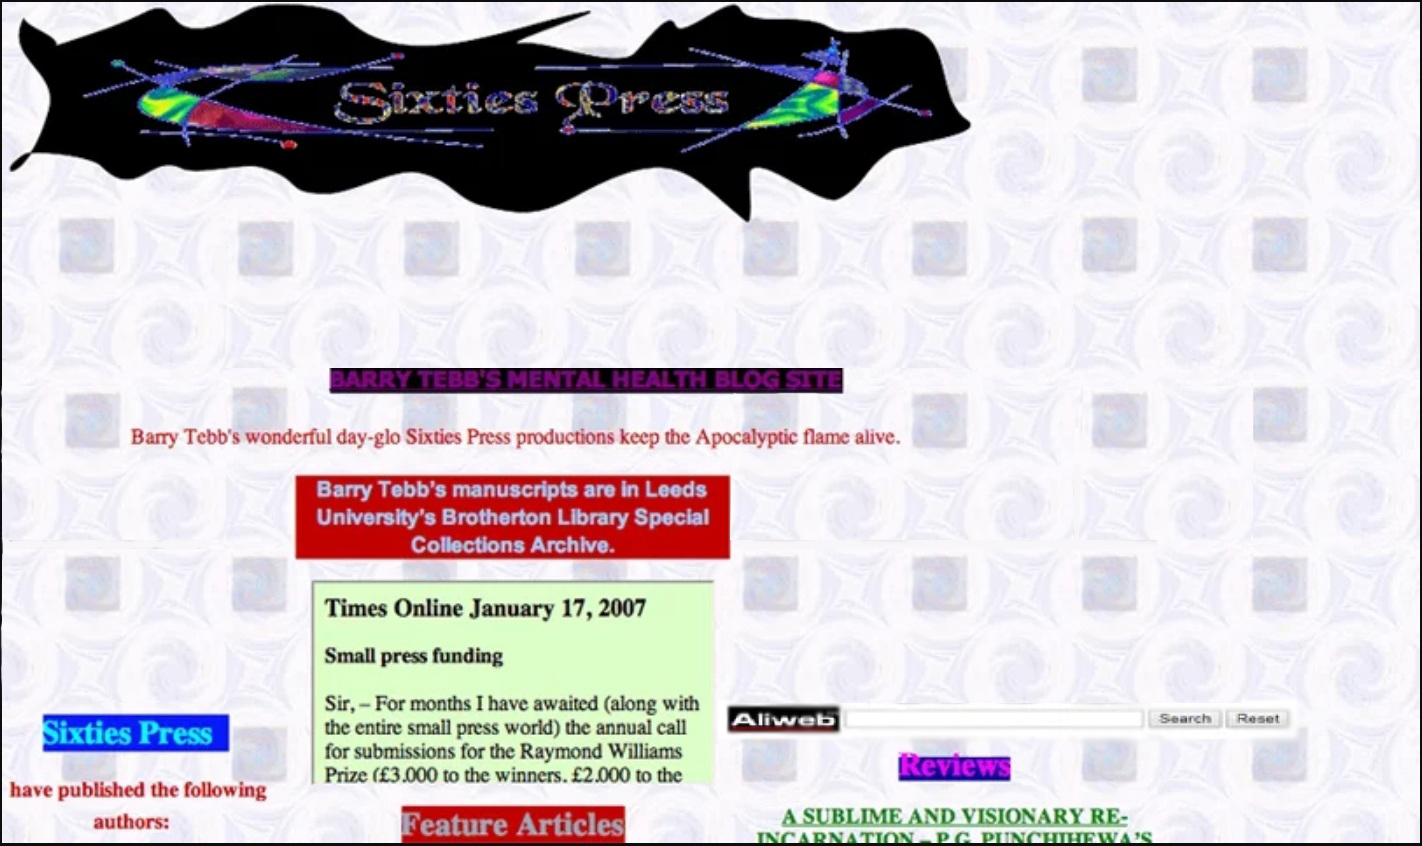 Sixties Press
BARRY TEBB'S MENTAL HEALTH BLOG SITE
Barry Tebb's wonderful day-glo Sixties Press productions keep the Apocalyptic flame alive.
Barry Tebb's manuscripts are in Leeds
University's Brotherton Library Special
Collections Archive.
Times Online January 17, 2007
Small press funding
Sir, – For months I have awaited (along with
the entire small press world) the annual call
for submissions for the Raymond Williams
Prize (£3,000 to the winners, £2,000 to the
Sixties Press
have published the following
authors:
Feature Articles
Aliweb Search Reset
Reviews
A SUBLIME AND VISIONARY RE-
INCARNATION – P.G. PUNCHIHEWA'S